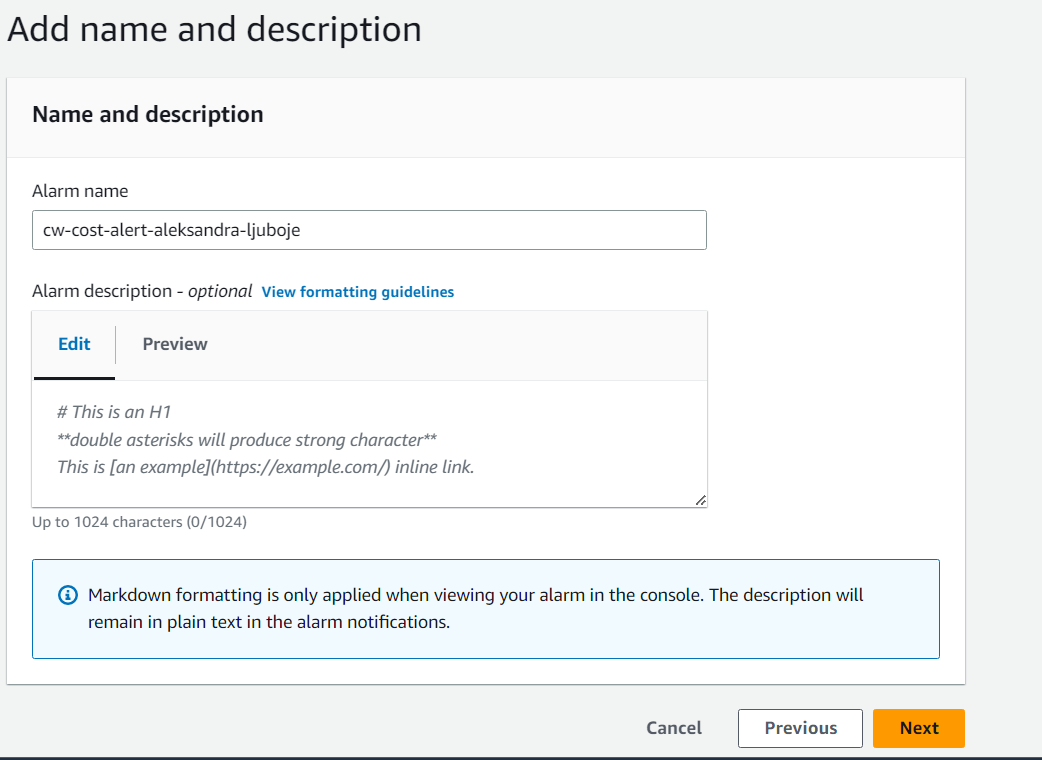 Add name and description
Name and description
Alarm name
cw-cost-alert-aleksandra-ljuboje
Alarm description - optional View formatting guidelines
Edit Preview
# This is an H1
**double asterisks will produce strong character**
This is [an example](https://example.com/) inline link.
Up to 1024 characters (0/1024)
Markdown formatting is only applied when viewing your alarm in the console. The description will
remain in plain text in the alarm notifications.
Cancel Previous Next